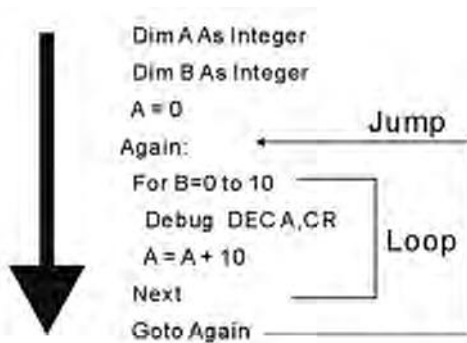 Dim A As Integer
Dim B As Integer
A = 0
Jump
Again:
For B=0 to 10
Debug DEC A,CR
Loop
A = A + 10
Next
Goto Again